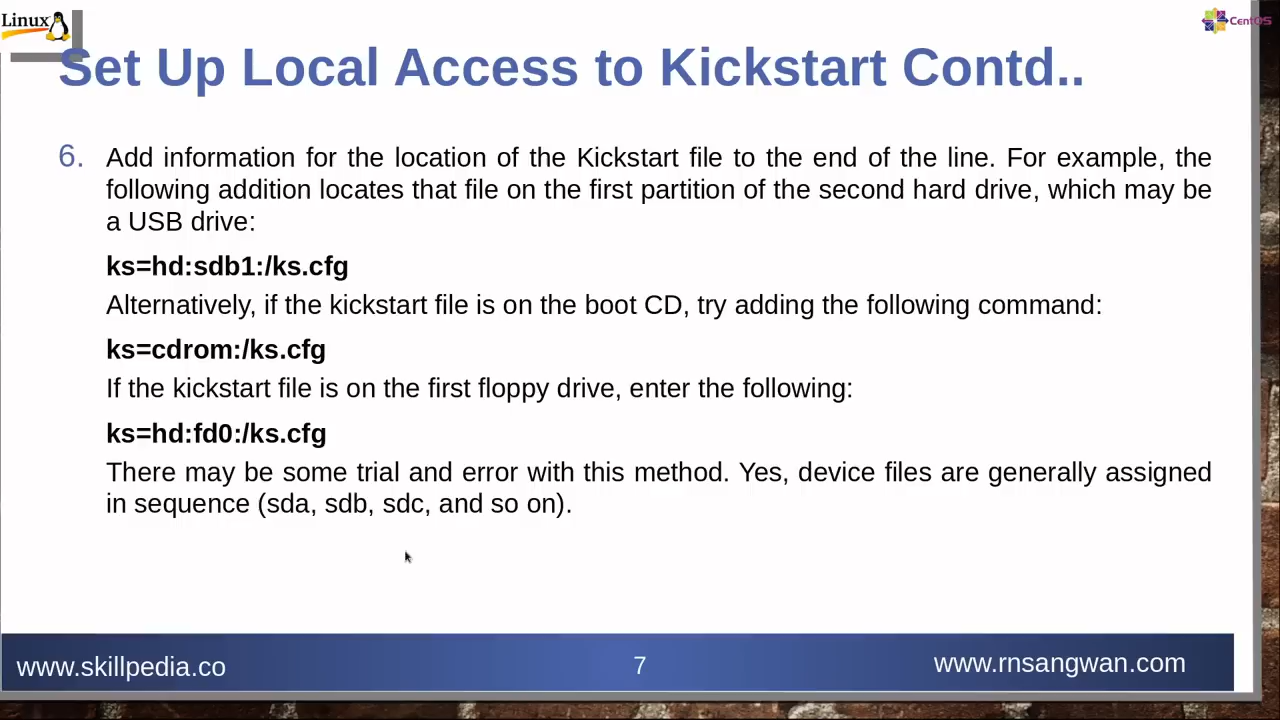 Linux
CentOS
Set Up Local Access to Kickstart Contd..
6. Add information for the location of the Kickstart file to the end of the line. For example, the
following addition locates that file on the first partition of the second hard drive, which may be
a USB drive:
ks=hd:sdb1:/ks.cfg
Alternatively, if the kickstart file is on the boot CD, try adding the following command:
ks=cdrom:/ks.cfg
If the kickstart file is on the first floppy drive, enter the following:
ks=hd:fd0:/ks.cfg
There may be some trial and error with this method. Yes, device files are generally assigned
in sequence (sda, sdb, sdc, and so on).
www.skillpedia.co
7
www.rnsangwan.com